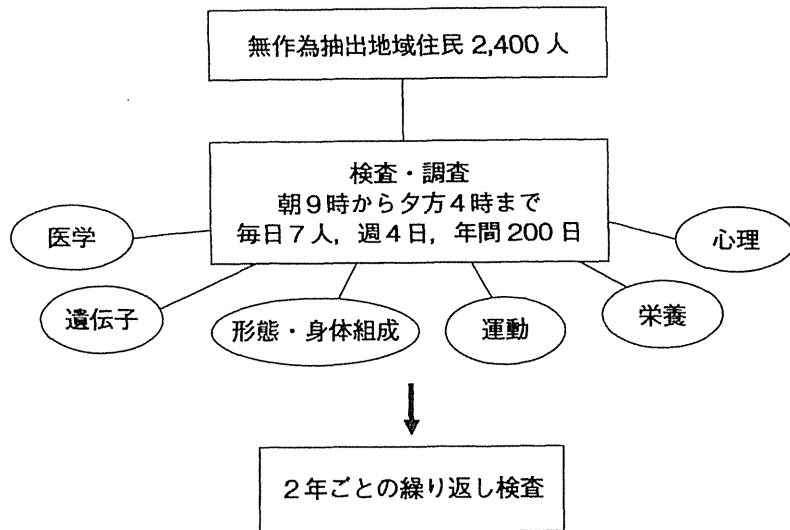 無作為抽出地域住民 2,400 人
検査・調査
朝9時から夕方4時まで
毎日7人，週4日，年間 200 日
医学
心理
遺伝子
形態・身体組成
運動
栄養
2年ごとの繰り返し検査